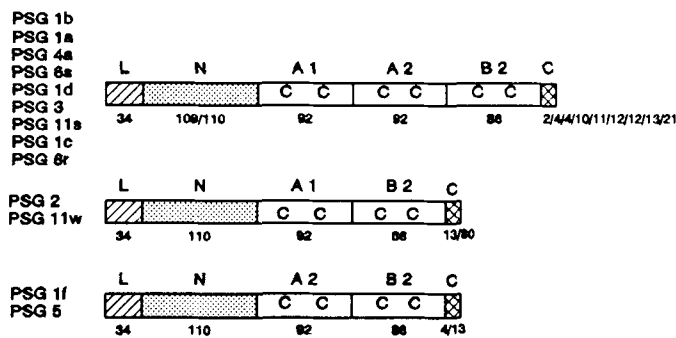 PSG 1b
PSG 1a
PSG 4a
PSG 6s
PSG 1d
PSG 3
PSG 11s
PSG 1c
PSG 6r
L N A 1 A 2 B 2 C
C C C C C C
34 109/110 92 92 86 2/4/4/10/11/12/12/13/21
PSG 2
PSG 11w
L N A 1 B 2 C
C C C C
34 110 92 86 13/80
PSG 1f
PSG 5
L N A 2 B 2 C
C C C C
34 110 92 86 4/13